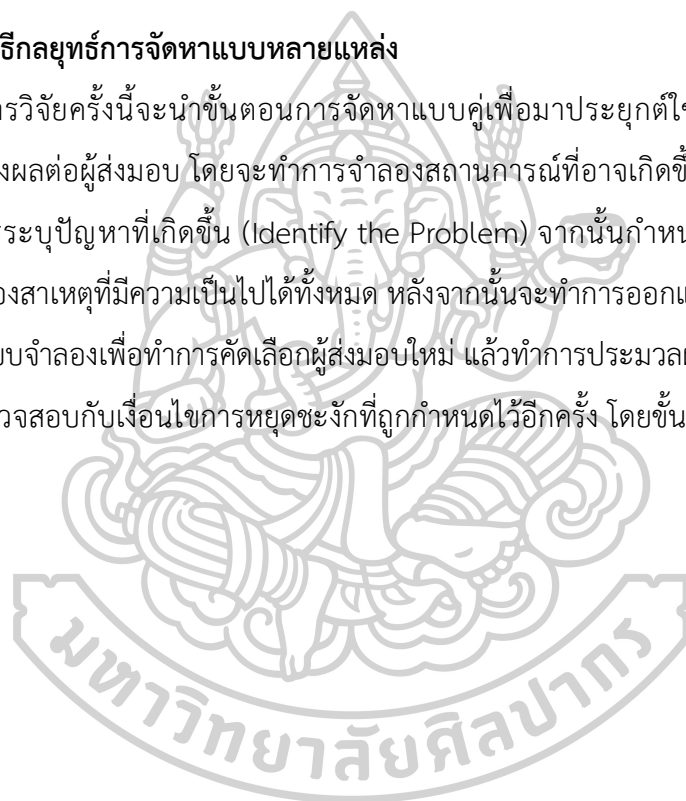 ธีกลยุทธ์การจัดหาแบบหลายแหล่ง
ารวิจัยครั้งนี้จะนำขั้นตอนการจัดหาแบบคู่เพื่อมาประยุกต์ใช
งผลต่อผู้ส่งมอบ โดยจะทำการจำลองสถานการณ์ที่อาจเกิดขึ้
รระบุปัญหาที่เกิดขึ้น (Identify the Problem) จากนั้นกำหน
องสาเหตุที่มีความเป็นไปได้ทั้งหมด หลังจากนั้นจะทำการออกแ
บบจำลองเพื่อทำการคัดเลือกผู้ส่งมอบใหม่ แล้วทำการประมวล
วจสอบกับเงื่อนไขการหยุดชะงักที่ถูกกำหนดไว้อีกครั้ง โดยขั้น
มหาวิทยาลัยศิลปากร